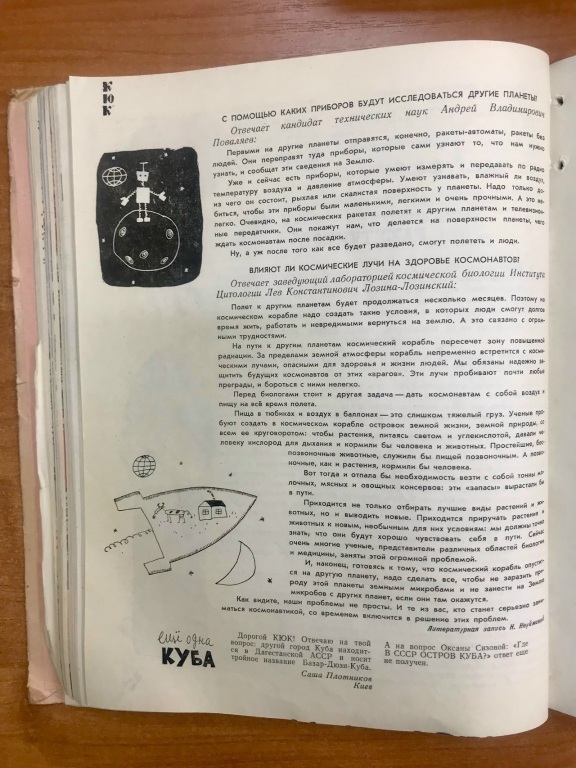 КЮК
С ПОМОЩЬЮ КАКИХ ПРИБОРОВ БУДУТ ИССЛЕДОВАТЬСЯ ДРУГИЕ ПЛАНЕТЫ?
Отвечает кандидат технических наук Андрей Владимирович
Поваляев:
Первыми на другие планеты отправятся, конечно, ракеты-автоматы, ракеты без
людей. Они переправят туда приборы, которые сами узнают то, что нам нужно
узнать, и сообщат эти сведения на Землю.
Уже и сейчас есть приборы, которые умеют измерять и передавать по радио
температуру воздуха и давление атмосферы. Умеют узнавать, влажный ли воздух,
из чего он состоит, рыхлая или скалистая поверхность у планеты. Надо только до-
биться, чтобы эти приборы были маленькими, легкими и очень прочными. А это не-
легко. Очевидно, на космических ракетах полетят к другим планетам и телевизион-
ные передатчики. Они покажут нам, что делается на поверхности планеты, чего
ждать космонавтам после посадки.
Ну, а уж после того как все будет разведано, смогут полететь и люди.
ВЛИЯЮТ ЛИ КОСМИЧЕСКИЕ ЛУЧИ НА ЗДОРОВЬЕ КОСМОНАВТОВ?
Отвечает заведующий лабораторией космической биологии Института
Цитологии Лев Константинович Лозина-Лозинский:
Полет к другим планетам будет продолжаться несколько месяцев. Поэтому на
космическом корабле надо создать такие условия, в которых люди смогут долгое
время жить, работать и невредимыми вернуться на землю. А это связано с огром-
ными трудностями.
На пути к другим планетам космический корабль пересечет зону повышенной
радиации. За пределами земной атмосферы корабль непременно встретится с косми-
ческими лучами, опасными для здоровья и жизни людей. Мы обязаны надежно за-
щитить будущих космонавтов от этих «врагов». Эти лучи пробивают почти любые
преграды, и бороться с ними нелегко.
Перед биологами стоит и другая задача — дать космонавтам с собой воздух и
пищу на всё время полета.
Пища в тюбиках и воздух в баллонах — это слишком тяжелый груз. Ученые про-
буют создать в космическом корабле островок земной жизни, земной природы, со
всем ее круговоротом: чтобы растения, питаясь светом и углекислотой, давали че-
ловеку кислород для дыхания и кормили бы человека и животных. Простейшие, бес-
позвоночные животные, служили бы пищей позвоночным. А позво-
ночные, как и растения, кормили бы человека.
Вот тогда и отпала бы необходимость везти с собой тонны мо-
лочных, мясных и овощных консервов: эти «запасы» вырастали бы
в пути.
Приходится не только отбирать лучшие виды растений и жи-
вотных, но и выводить новые. Приходится приручать растения и
животных к новым, необычным для них условиям: мы должны точно
знать, что они будут хорошо чувствовать себя в пути. Сейчас
очень многие ученые, представители различных областей биологии
и медицины, заняты этой огромной проблемой.
И, наконец, готовясь к тому, что космический корабль опустит-
ся на другую планету, надо сделать все, чтобы не заразить при-
роду этой планеты земными микробами и не занести на Землю
микробов с других планет, если они там окажутся.
Как видите, наши проблемы не просты. И те из вас, кто станет серьезно зани-
маться космонавтикой, со временем включится в решение этих проблем.
Литературная запись Н.
ещё одна
КУБА
Дорогой КЮК! Отвечаю на твой
вопрос: другой город Куба находит-
ся в Дагестанской АССР и носит
тройное название Базар-Дюзи-Куба.
Саша Плотников
Киев
А на вопрос Оксаны Сизовой: «Где
В СССР ОСТРОВ КУБА?» ответ еще
не получен.